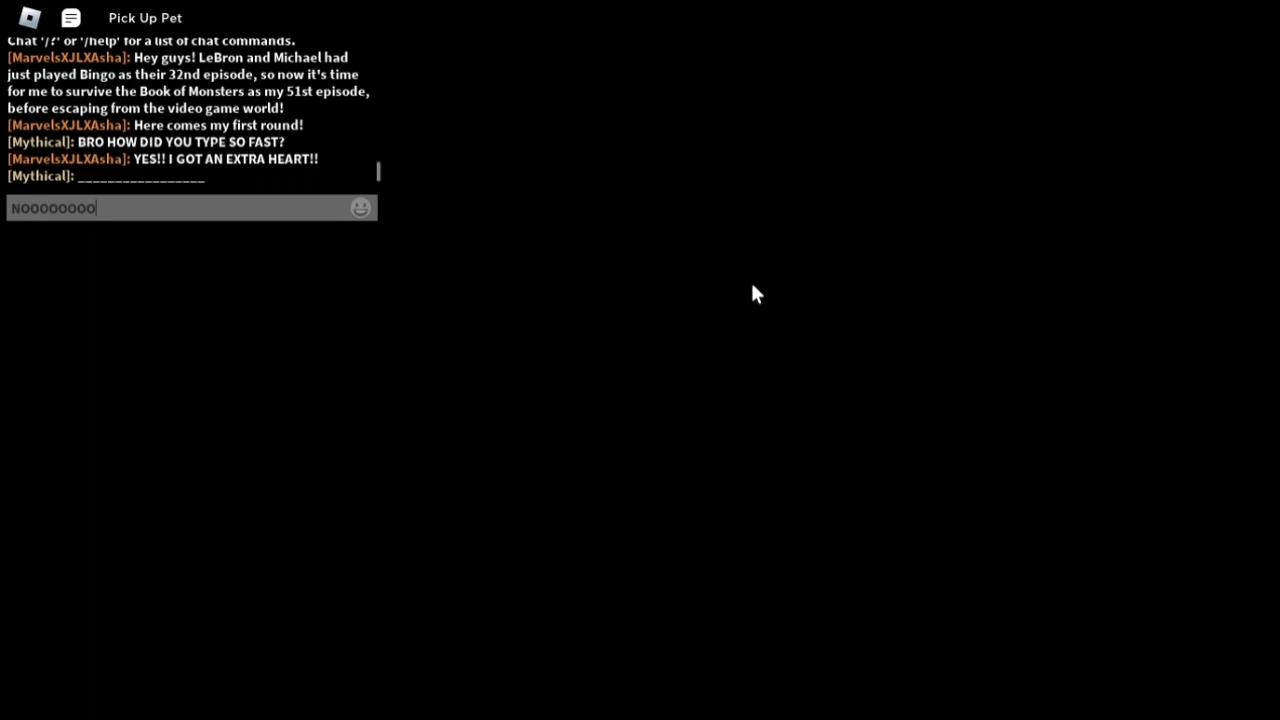 Pick Up Pet
Chat '/?' or '/help' for a list of chat commands.
[MarvelsXJLXAsha]: Hey guys! LeBron and Michael had
just played Bingo as their 32nd episode, so now it's time
for me to survive the Book of Monsters as my 51st episode,
before escaping from the video game world!
[MarvelsXJLXAsha]: Here comes my first round!
[Mythical]: BRO HOW DID YOU TYPE SO FAST?
[MarvelsXJLXAsha]: YES!! I GOT AN EXTRA HEART!!
[Mythical]: _________________
NOOOOOOOO